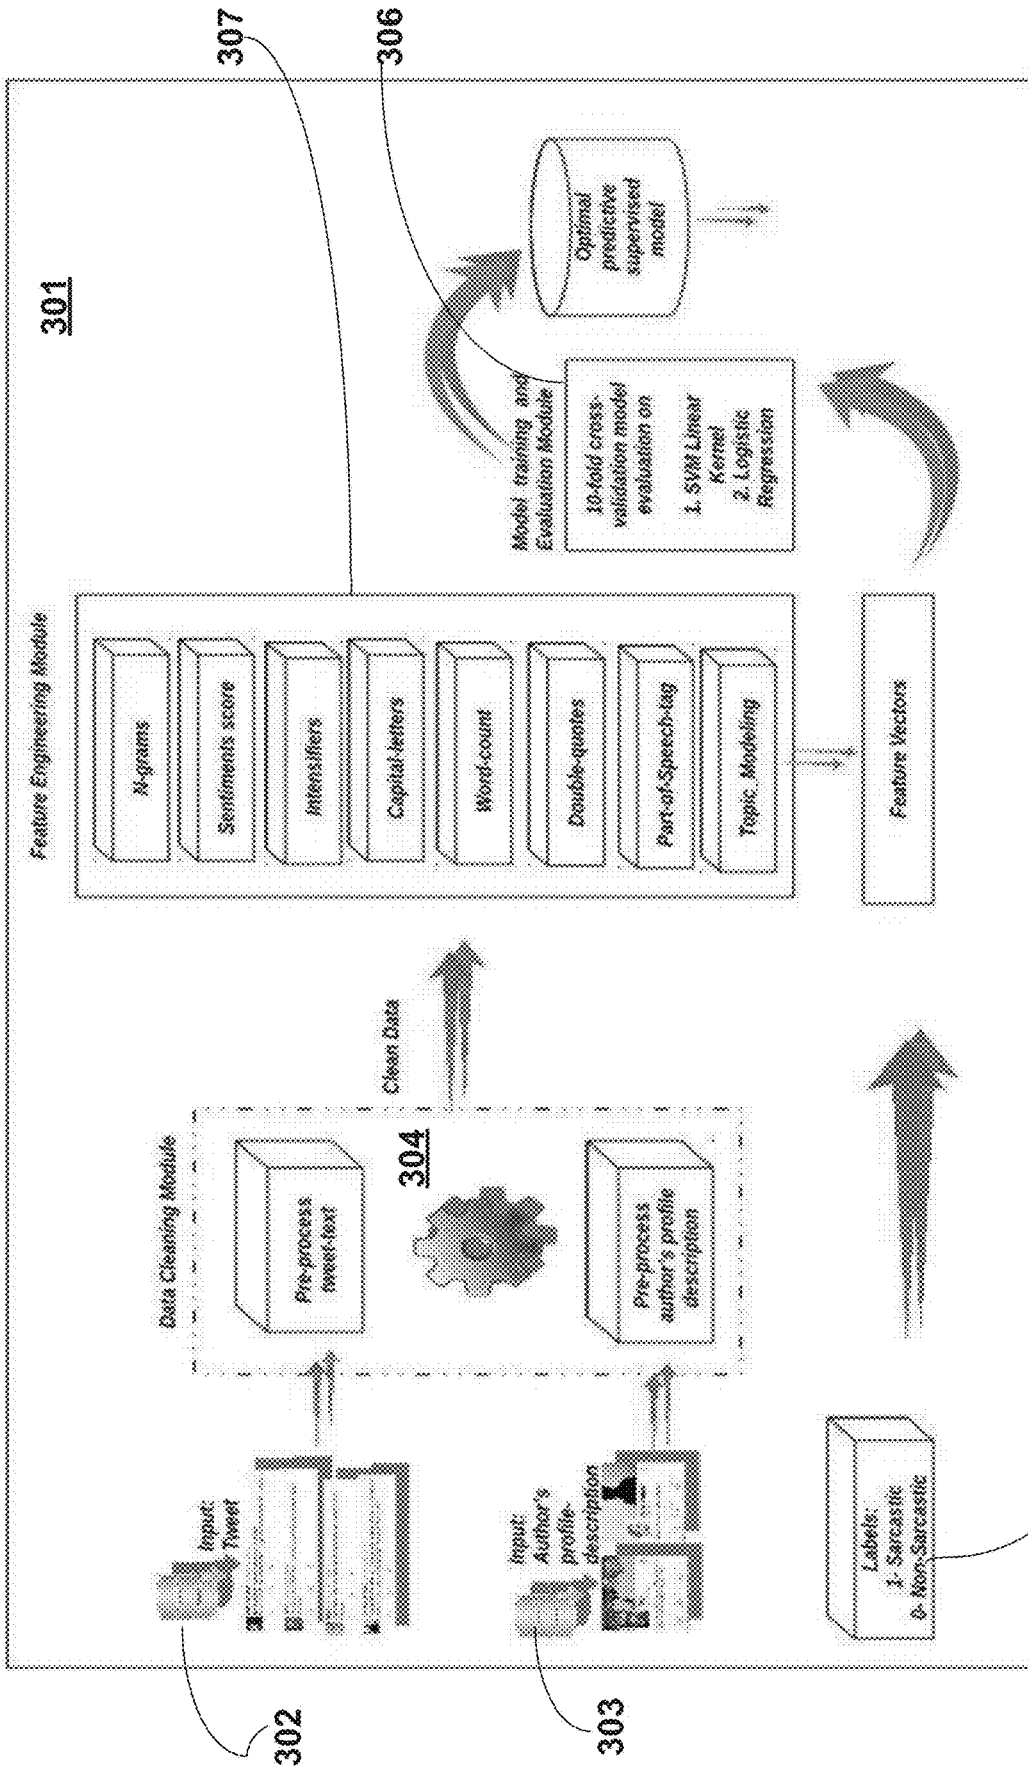 301
307
306
302
Input:
Tweet
303
Input:
Author's
profile-
description
Labels:
1- Sarcastic
0- Non-Sarcastic
Data Cleaning Module
Pre-process
tweet-text
304
Pre-process
author's profile
description
Clean Data
Feature Engineering Module
N-grams
Sentiments score
Intensifiers
Capital-letters
Word-count
Double-quotes
Part-of-Speech-tag
Topic_Modeling
Feature Vectors
Model training and
Evaluation Module
10-fold cross-
validation model
evaluation on
1. SVM Linear
Kernel
2. Logistic
Regression
Optimal
predictive
supervised
model